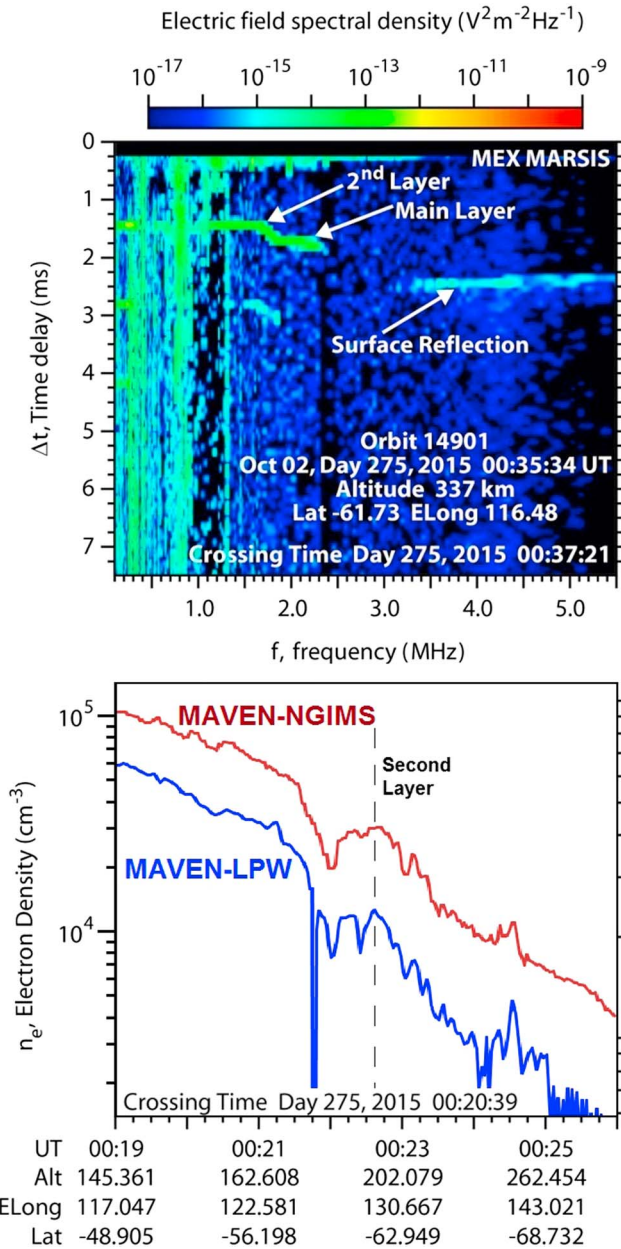 Electric field spectral density (V²m⁻²Hz⁻¹)
10⁻¹⁷ 10⁻¹⁵ 10⁻¹³ 10⁻¹¹ 10⁻⁹
0
MEX MARSIS
2ⁿᵈ Layer
1
Main Layer
2
3
Surface Reflection
4
Δt, Time delay (ms)
5
Orbit 14901
Oct 02, Day 275, 2015 00:35:34 UT
6
Altitude 337 km
Lat -61.73 ELong 116.48
7
Crossing Time Day 275, 2015 00:37:21
1.0 2.0 3.0 4.0 5.0
f, frequency (MHz)
10⁵
MAVEN-NGIMS
Second
Layer
MAVEN-LPW
10⁴
nₑ, Electron Density (cm⁻³)
Crossing Time Day 275, 2015 00:20:39
UT 00:19 00:21 00:23 00:25
Alt 145.361 162.608 202.079 262.454
ELong 117.047 122.581 130.667 143.021
Lat -48.905 -56.198 -62.949 -68.732